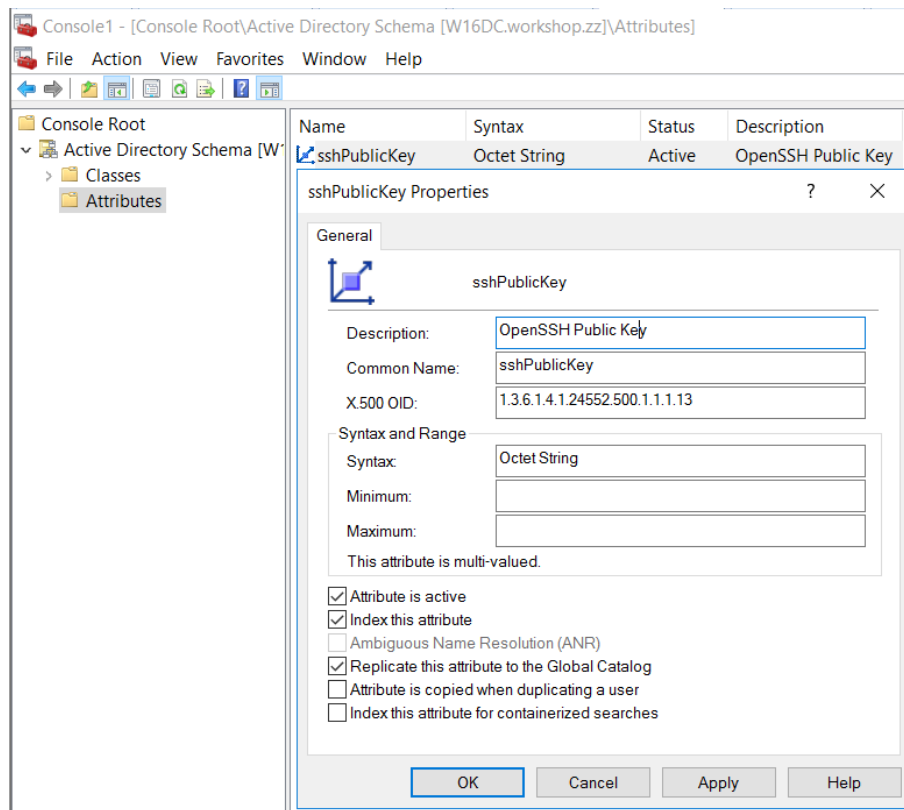 Console1 - [Console Root\Active Directory Schema [W16DC.workshop.zz]\Attributes]
File Action View Favorites Window Help
Console Root
Active Directory Schema [W1
Classes
Attributes
Name Syntax Status Description
sshPublicKey Octet String Active OpenSSH Public Key
sshPublicKey Properties ?
General
sshPublicKey
Description: OpenSSH Public Key
Common Name: sshPublicKey
X.500 OID: 1.3.6.1.4.1.24552.500.1.1.1.13
Syntax and Range
Syntax: Octet String
Minimum:
Maximum:
This attribute is multi-valued.
Attribute is active
Index this attribute
Ambiguous Name Resolution (ANR)
Replicate this attribute to the Global Catalog
Attribute is copied when duplicating a user
Index this attribute for containerized searches
OK Cancel Apply Help